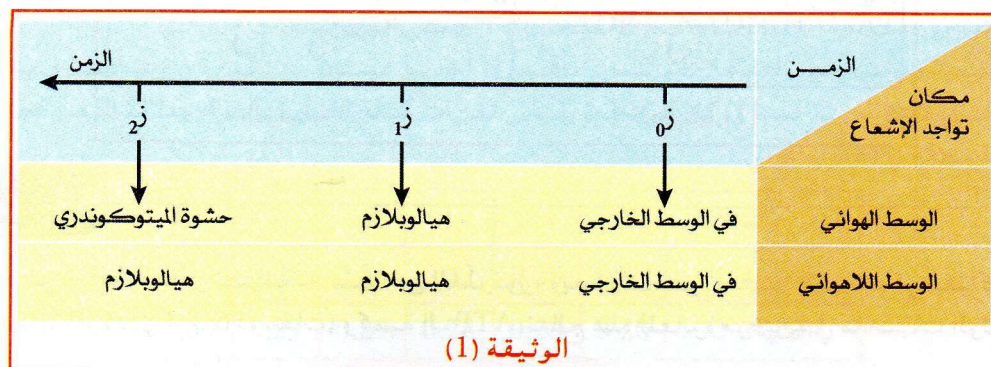 الزمـــن
الزمن
مكان
تواجد الإشعاع
ز0
ز1
ز2
الوسط الهوائي
في الوسط الخارجي
هيالوبلازم
حشوة الميتوكوندري
الوسط اللاهوائي
في الوسط الخارجي
هيالوبلازم
هيالوبلازم
الوثيقة (1)